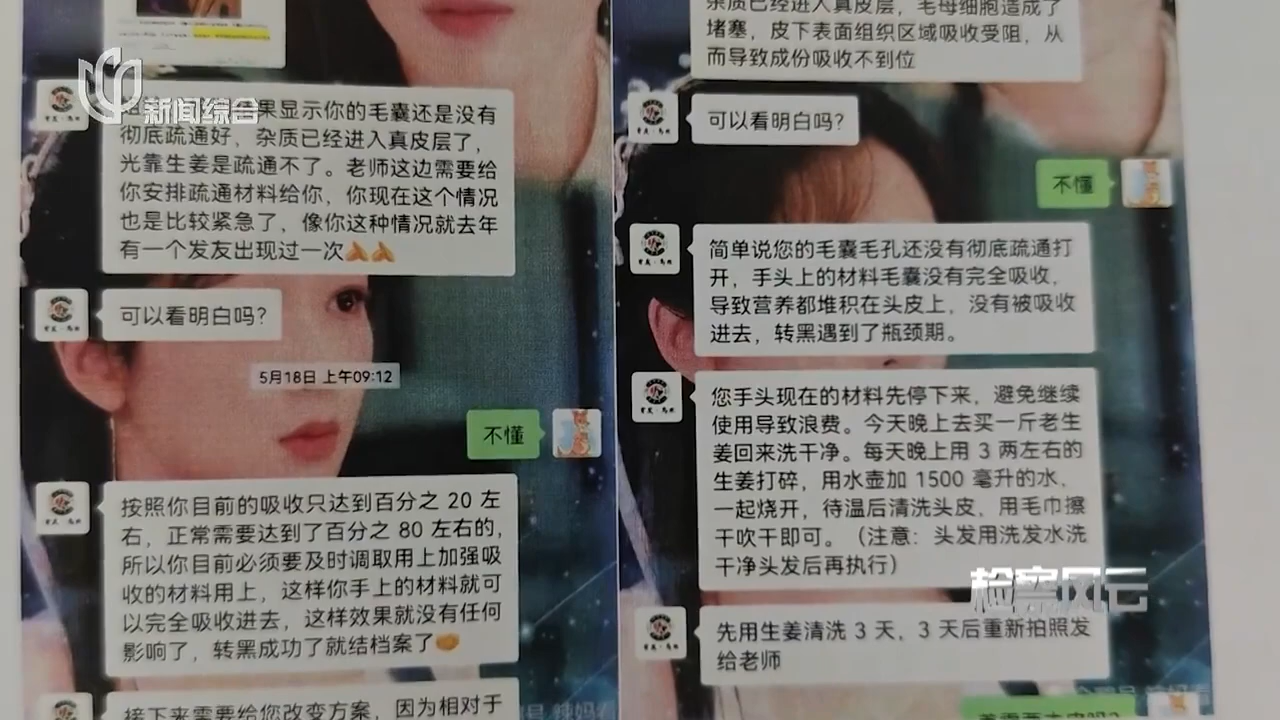 新闻综合
果显示你的毛囊还是没有
彻底疏通好，杂质已经进入真皮层了，
光靠生姜是疏通不了。老师这边需要给
你安排疏通材料给你，你现在这个情况
也是比较紧急了，像你这种情况就去年
有一个发友出现过一次
可以看明白吗？
5月18日 上午09:12
不懂
按照你目前的吸收只达到百分之 20 左
右，正常需要达到了百分之 80 左右的，
所以你目前必须要及时调取用上加强吸
收的材料用上，这样你手上的材料就可
以完全吸收进去，这样效果就没有任何
影响了，转黑成功了就结档案了
接下来需要给您改变方案，因为相对于
杂质已经进入真皮层，毛母细胞造成了
堵塞，皮下表面组织区域吸收受阻，从
而导致成份吸收不到位
可以看明白吗？
不懂
简单说您的毛囊毛孔还没有彻底疏通打
开，手头上的材料毛囊没有完全吸收，
导致营养都堆积在头皮上，没有被吸收
进去，转黑遇到了瓶颈期。
您手头现在的材料先停下来，避免继续
使用导致浪费。今天晚上去买一斤老生
姜回来洗干净。每天晚上用 3 两左右的
生姜打碎，用水壶加 1500 毫升的水，
一起烧开，待温后清洗头皮，用毛巾擦
干吹干即可。（注意：头发用洗发水洗
干净头发后再执行）
检察风云
先用生姜清洗 3 天，3 天后重新拍照发
给老师